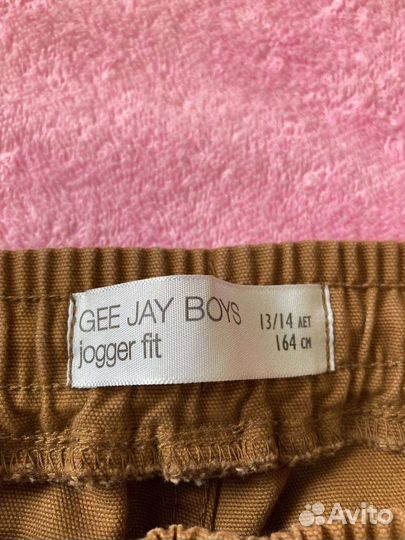 GEE JAY BOYS
jogger fit
13/14 ЛЕТ
164 СМ
Avito